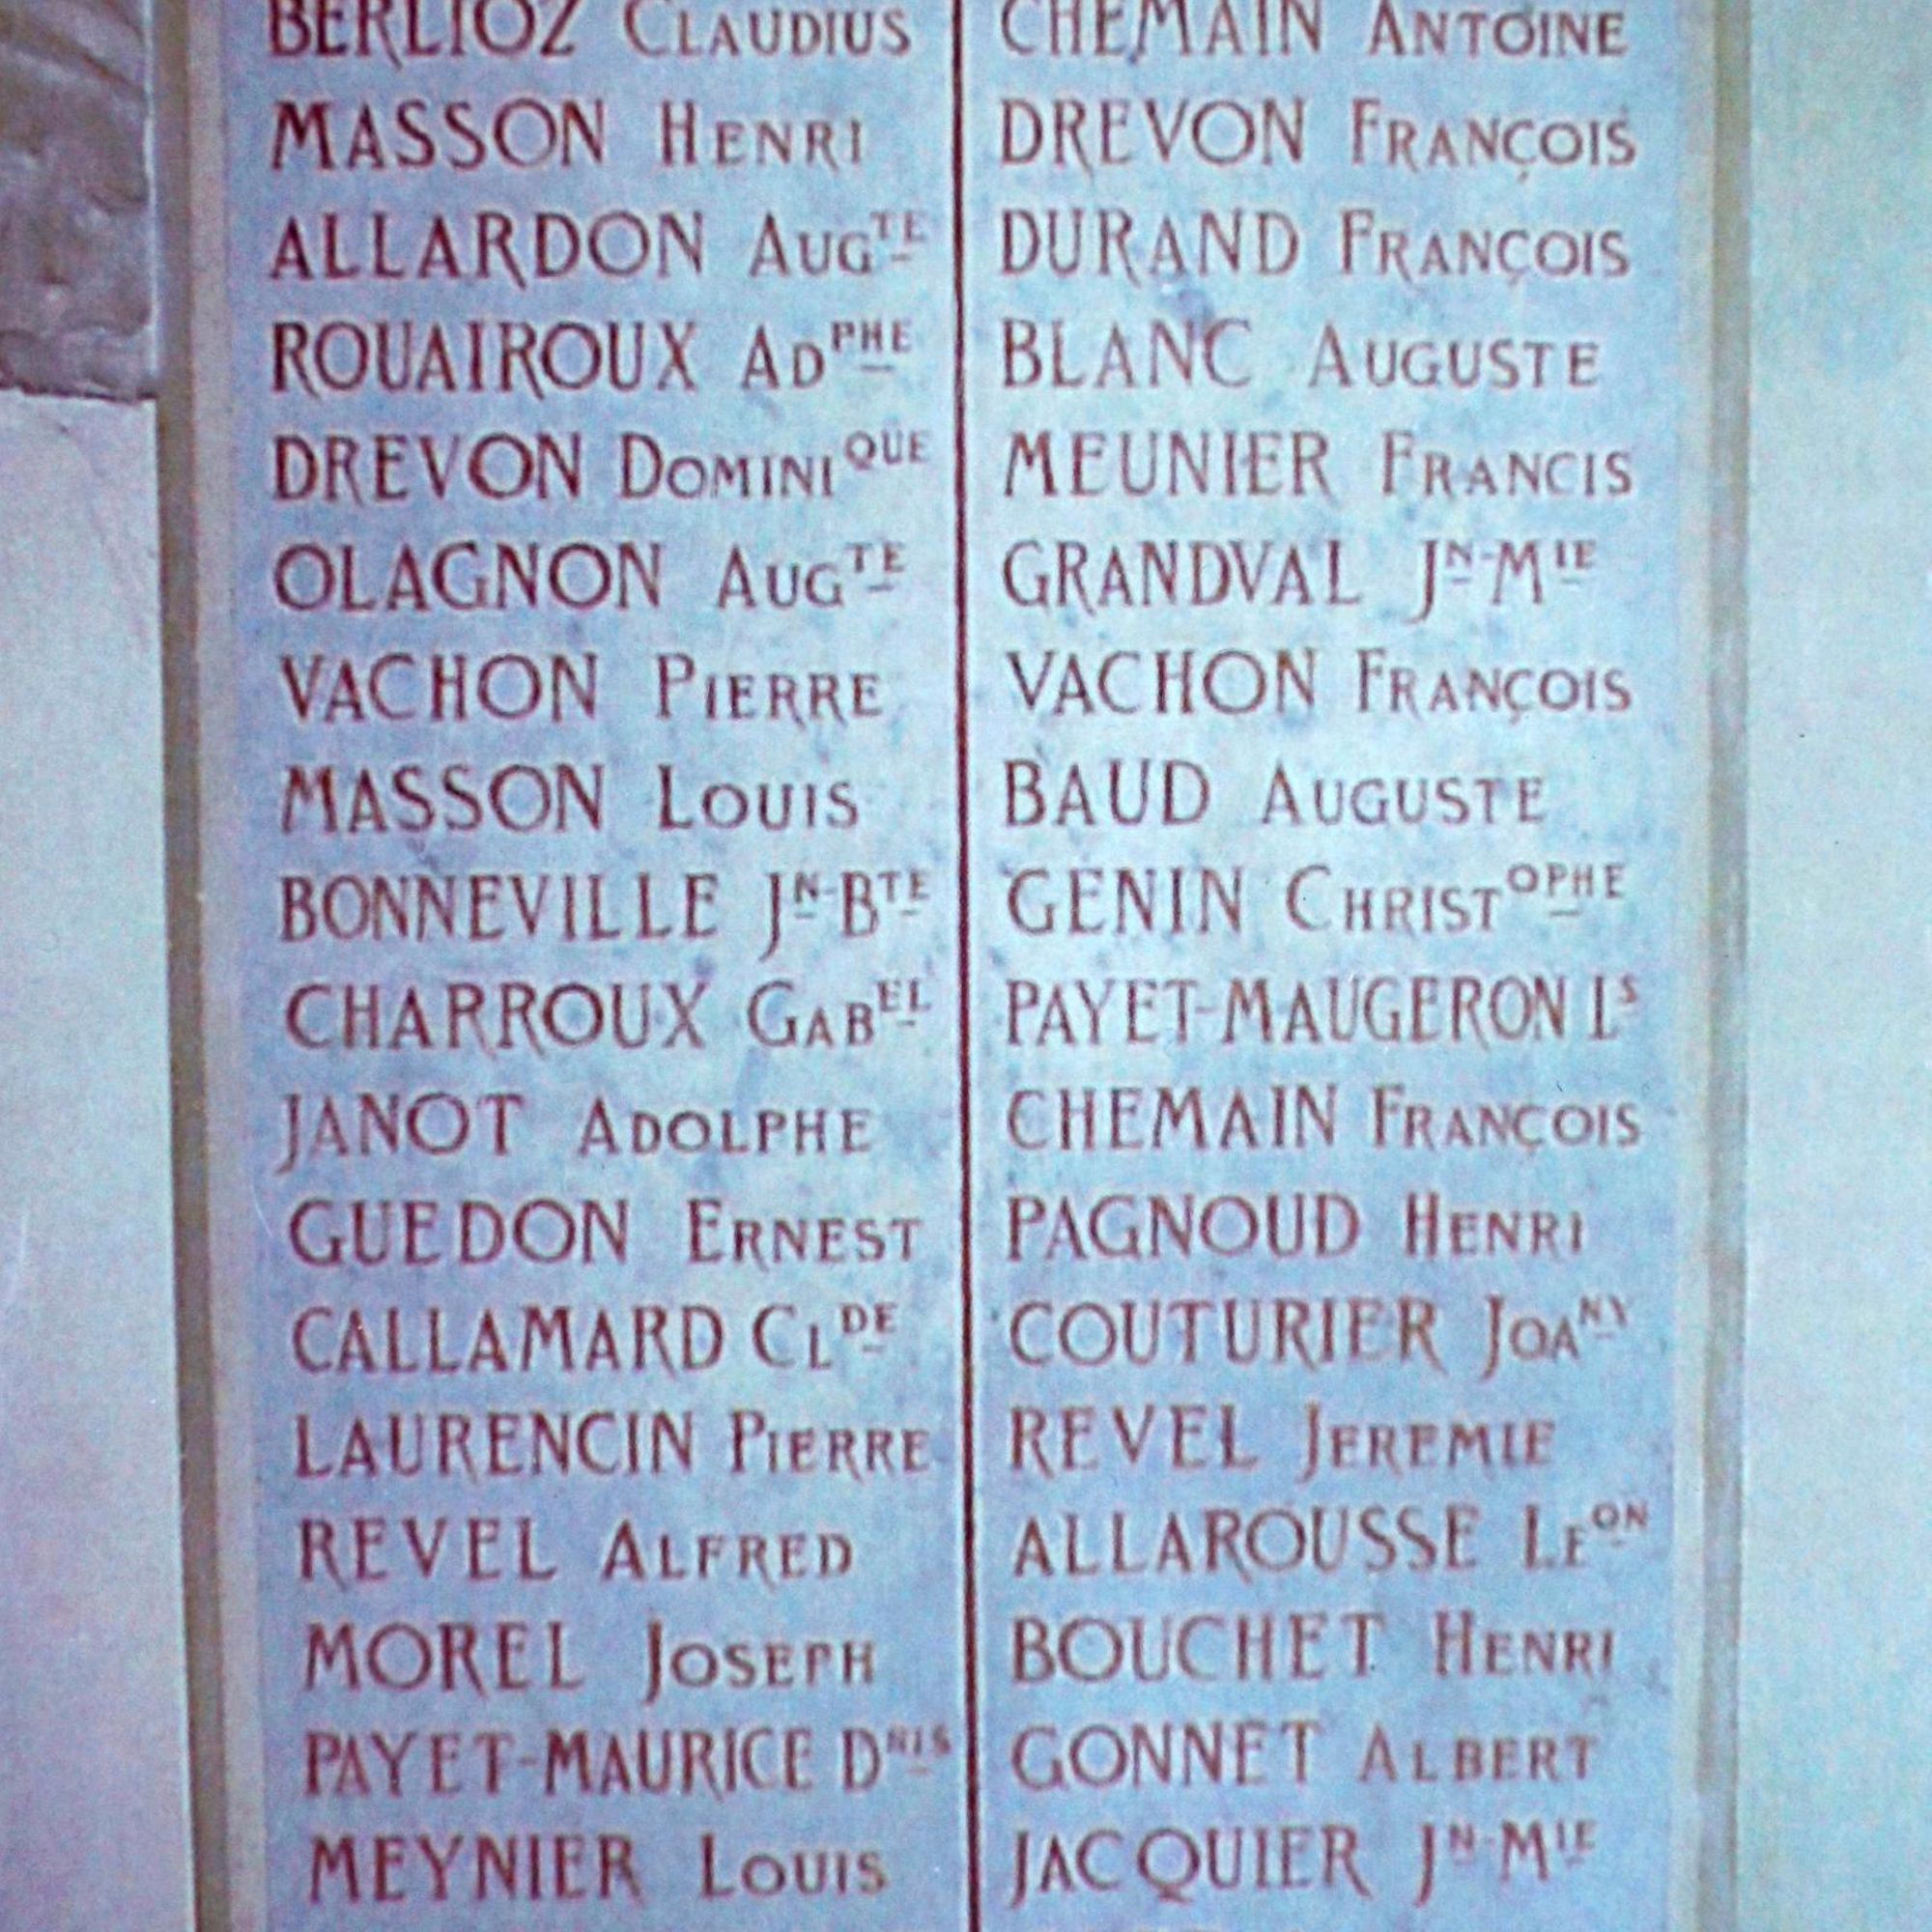 BERLIOZ CLAUDIUS
MASSON HENRI
ALLARDON AUGTE
ROUAIROUX ADPHE
DREVON DOMINIQUE
OLAGNON AUGTE
VACHON PIERRE
MASSON LOUIS
BONNEVILLE JN-BTE
CHARROUX GABEL
JANOT ADOLPHE
GUEDON ERNEST
CALLAMARD CLDE
LAURENCIN PIERRE
REVEL ALFRED
MOREL JOSEPH
PAYET-MAURICE DNIS
MEYNIER LOUIS
CHEMAIN ANTOINE
DREVON FRANÇOIS
DURAND FRANÇOIS
BLANC AUGUSTE
MEUNIER FRANCIS
GRANDVAL JN-MIE
VACHON FRANÇOIS
BAUD AUGUSTE
GENIN CHRISTOPHE
PAYET-MAUGERON LS
CHEMAIN FRANÇOIS
PAGNOUD HENRI
COUTURIER JOANY
REVEL JEREMIE
ALLAROUSSE LEON
BOUCHET HENRI
GONNET ALBERT
JACQUIER JN-MIE